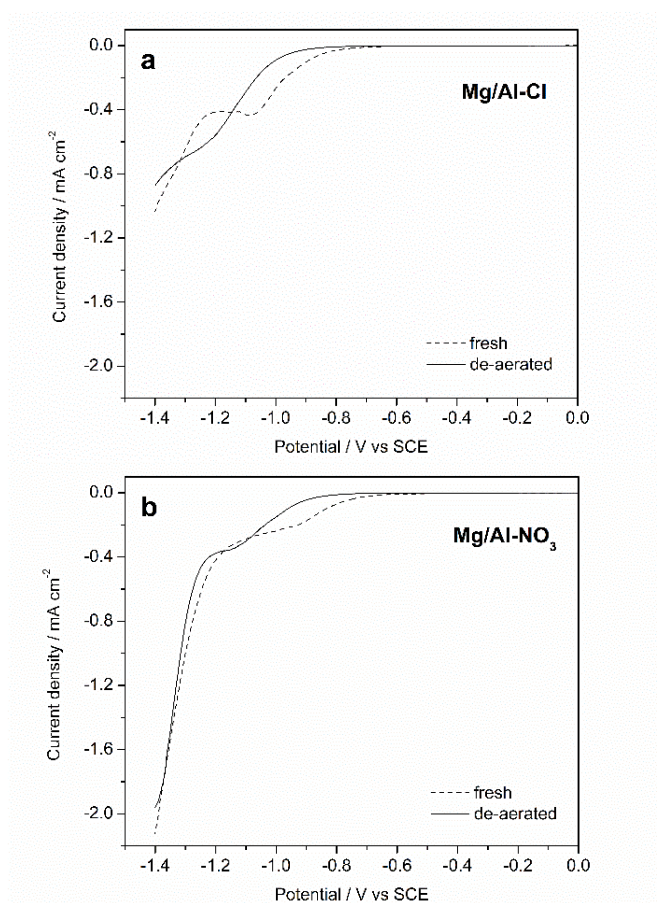 0.0
a
Mg/Al-Cl
-0.4
-0.8
-1.2
-1.6
-2.0
Current density / mA cm⁻²
fresh
de-aerated
-1.4 -1.2 -1.0 -0.8 -0.6 -0.4 -0.2 0.0
Potential / V vs SCE
0.0
b
Mg/Al-NO₃
-0.4
-0.8
-1.2
-1.6
-2.0
Current density / mA cm⁻²
fresh
de-aerated
-1.4 -1.2 -1.0 -0.8 -0.6 -0.4 -0.2 0.0
Potential / V vs SCE